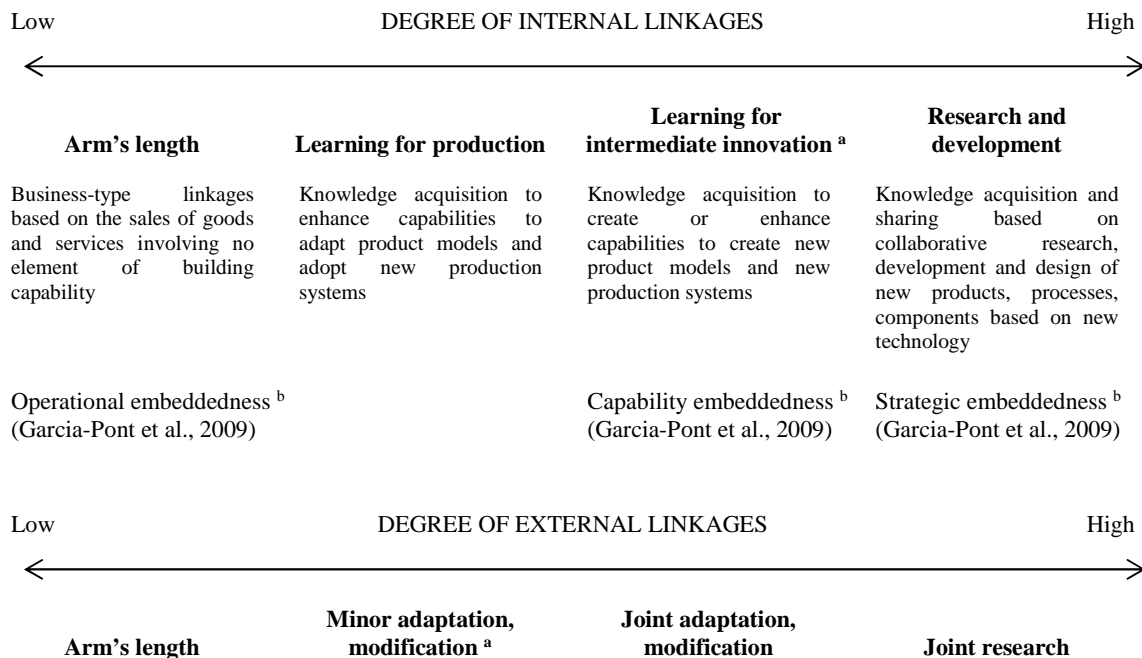 Low DEGREE OF INTERNAL LINKAGES High
Arm's length
Learning for production
Learning for
intermediate innovation a
Research and
development
Business-type linkages
based on the sales of goods
and services involving no
element of building
capability
Knowledge acquisition to
enhance capabilities to
adapt product models and
adopt new production
systems
Knowledge acquisition to
create or enhance
capabilities to create new
product models and new
production systems
Knowledge acquisition and
sharing based on
collaborative research,
development and design of
new products, processes,
components based on new
technology
Operational embeddedness b
(Garcia-Pont et al., 2009)
Capability embeddedness b
(Garcia-Pont et al., 2009)
Strategic embeddedness b
(Garcia-Pont et al., 2009)
Low DEGREE OF EXTERNAL LINKAGES High
Arm's length
Minor adaptation,
modification a
Joint adaptation,
modification
Joint research